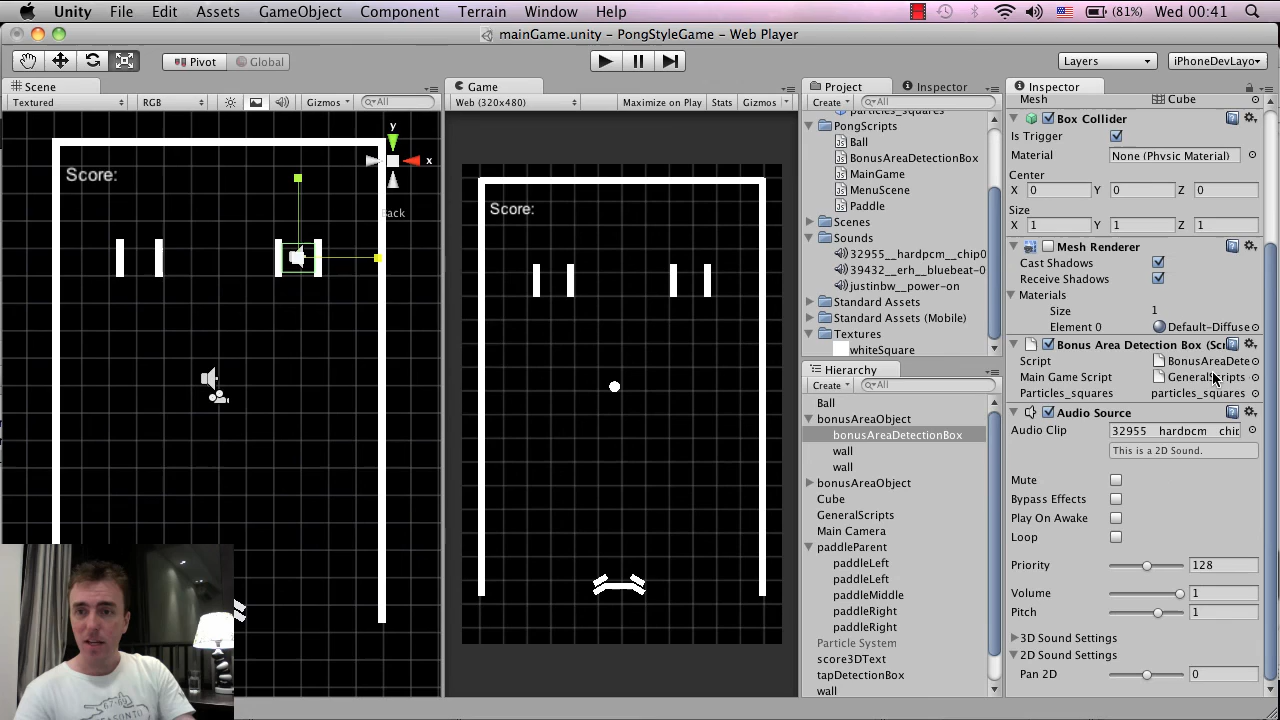 Unity File Edit Assets GameObject Component Terrain Window Help (81%) Wed 00:41
mainGame.unity - PongStyleGame - Web Player
Pivot Global Layers iPhoneDevLayo
Scene
Textured RGB Gizmos All
y
x
Back
Score:
Game
Web (320x480) Maximize on Play Stats Gizmos
Score:
Project Inspector
Create All
particles_squares
PongScripts
Ball
BonusAreaDetectionBox
MainGame
MenuScene
Paddle
Scenes
Sounds
32955__hardpcm__chip0
39432__erh__bluebeat-0
justinbw__power-on
Standard Assets
Standard Assets (Mobile)
Textures
whiteSquare
Hierarchy
Create All
Ball
bonusAreaObject
bonusAreaDetectionBox
wall
wall
bonusAreaObject
Cube
GeneralScripts
Main Camera
paddleParent
paddleLeft
paddleLeft
paddleMiddle
paddleRight
paddleRight
Particle System
score3DText
tapDetectionBox
wall
Inspector
Mesh Cube
Box Collider
Is Trigger
Material None (Physic Material)
Center
X 0 Y 0 Z 0
Size
X 1 Y 1 Z 1
Mesh Renderer
Cast Shadows
Receive Shadows
Materials
Size 1
Element 0 Default-Diffuse
Bonus Area Detection Box (Scr
Script BonusAreaDete
Main Game Script GeneralScripts
Particles_squares particles_squares
Audio Source
Audio Clip 32955__hardpcm__chip
This is a 2D Sound.
Mute
Bypass Effects
Play On Awake
Loop
Priority 128
Volume 1
Pitch 1
3D Sound Settings
2D Sound Settings
Pan 2D 0